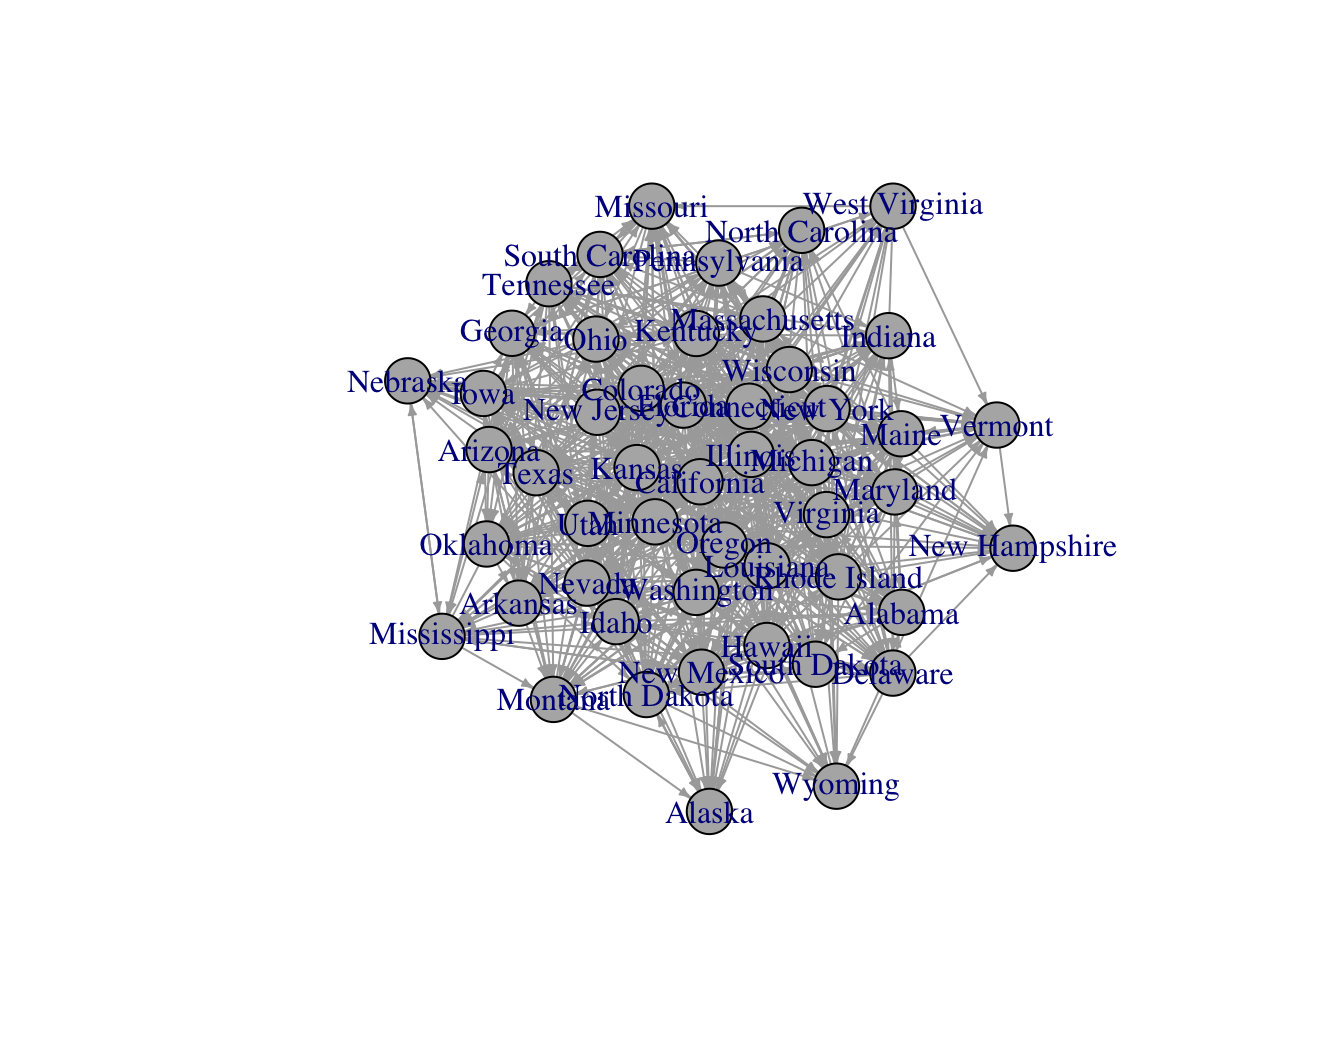 Missouri
West Virginia
North Carolina
South Carolina
Pennsylvania
Tennessee
Massachusetts
Georgia
Ohio
Kentucky
Indiana
Wisconsin
Nebraska
Iowa
Colorado
New Jersey
Florida
Connecticut
New York
Vermont
Maine
Arizona
Illinois
Michigan
Texas
Kansas
California
Maryland
Virginia
Utah
Minnesota
Oregon
Oklahoma
New Hampshire
Louisiana
Rhode Island
Nevada
Washington
Arkansas
Alabama
Idaho
Mississippi
Hawaii
South Dakota
New Mexico
Delaware
Montana
North Dakota
Wyoming
Alaska